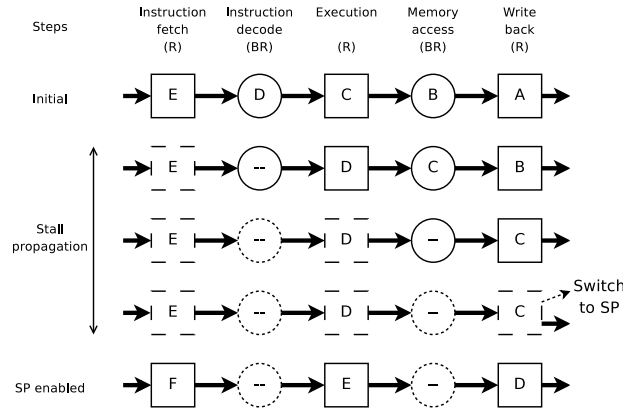 Steps
Instruction fetch (R)
Instruction decode (BR)
Execution (R)
Memory access (BR)
Write back (R)
Initial E D C B A
E -- D C B
Stall propagation
E -- D - C
E -- D - C
Switch to SP
SP enabled F -- E - D